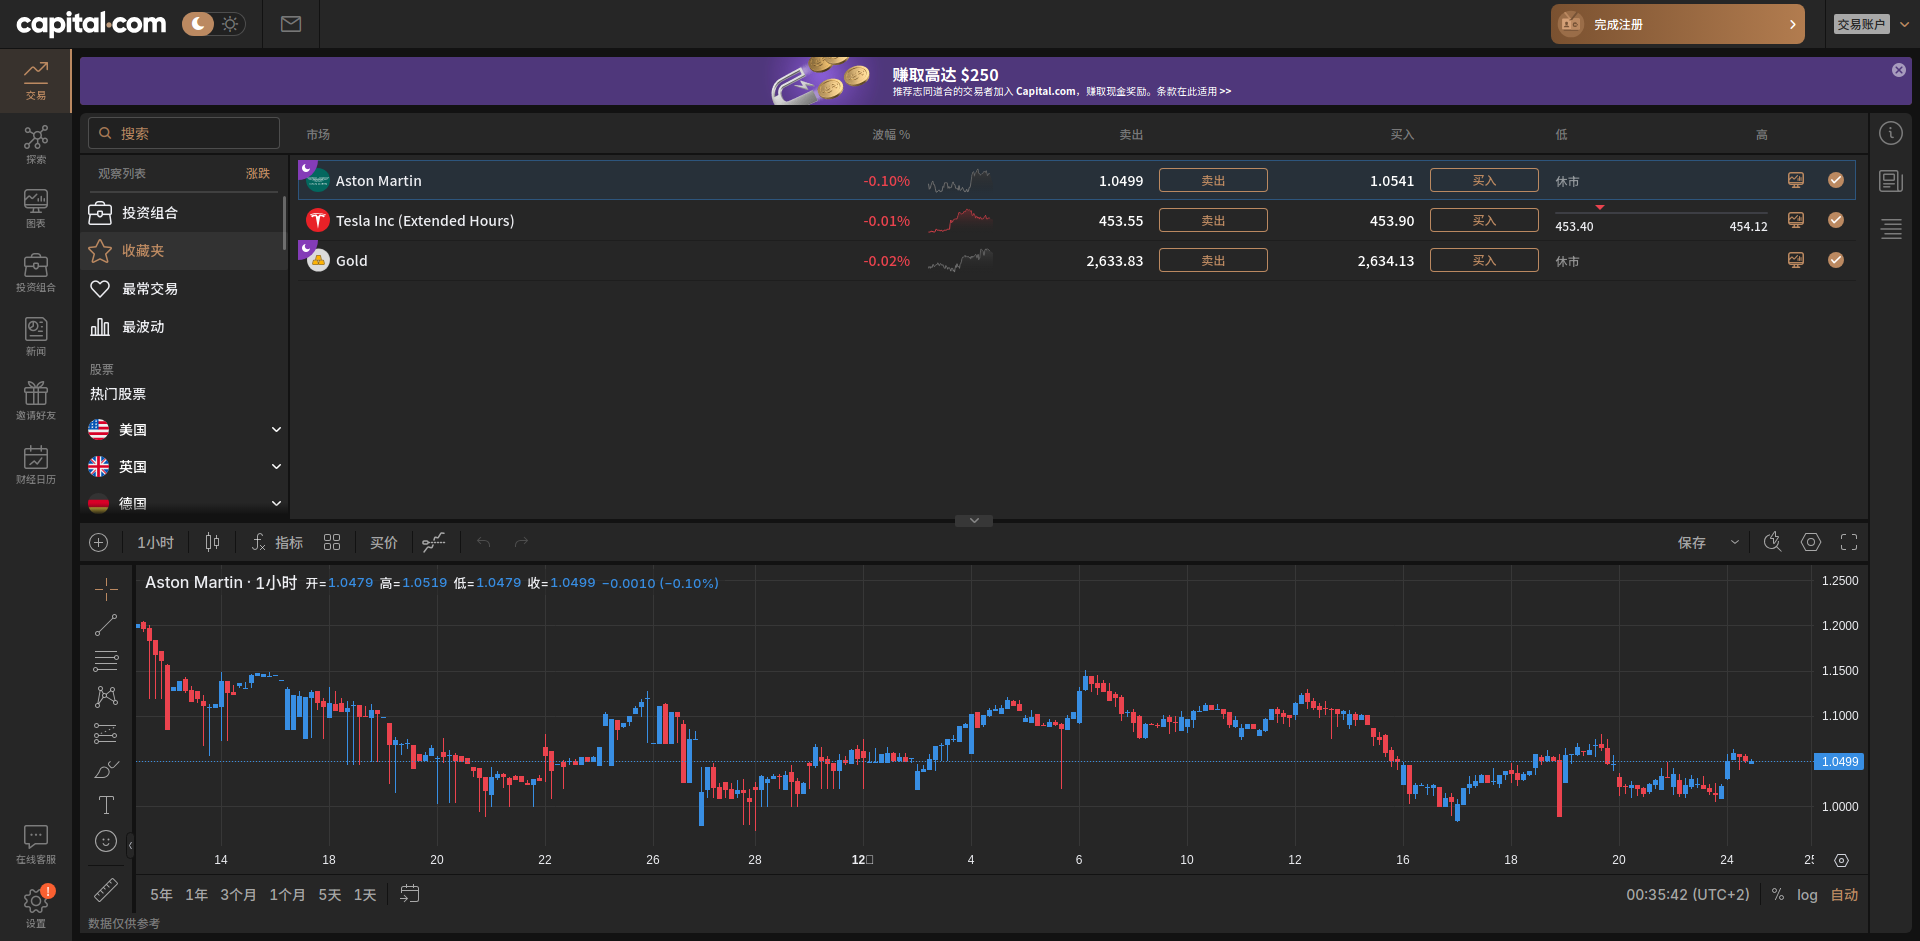 capital.com
完成注册
交易账户
赚取高达 $250
推荐志同道合的交易者加入 Capital.com，赚取现金奖励。条款在此适用 >>
交易
探索
图表
投资组合
新闻
邀请好友
财经日历
在线客服
设置
搜索
市场 波幅 % 卖出 买入 低 高
观察列表 涨跌
投资组合
收藏夹
最常交易
最波动
股票
热门股票
美国
英国
德国
Aston Martin -0.10% 1.0499 卖出 1.0541 买入 休市
Tesla Inc (Extended Hours) -0.01% 453.55 卖出 453.90 买入 453.40 454.12
Gold -0.02% 2,633.83 卖出 2,634.13 买入 休市
1小时 指标 买价 保存
Aston Martin · 1小时 开=1.0479 高=1.0519 低=1.0479 收=1.0499 −0.0010 (−0.10%)
1.2500
1.2000
1.1500
1.1000
1.0499
1.0000
14 18 20 22 26 28 12 4 6 10 12 16 18 20 24
5年 1年 3个月 1个月 5天 1天 00:35:42 (UTC+2) % log 自动
数据仅供参考